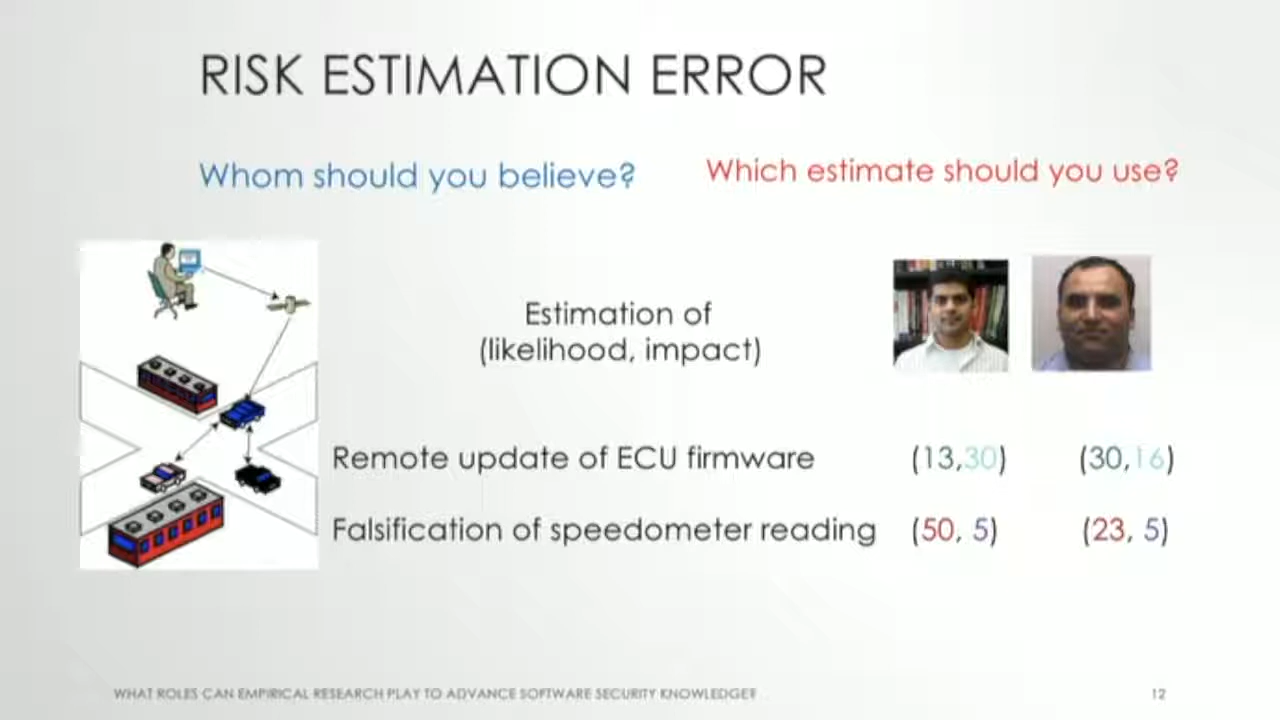 RISK ESTIMATION ERROR
Whom should you believe?
Which estimate should you use?
Estimation of
(likelihood, impact)
Remote update of ECU firmware (13,30) (30,16)
Falsification of speedometer reading (50, 5) (23, 5)
WHAT ROLES CAN EMPIRICAL RESEARCH PLAY TO ADVANCE SOFTWARE SECURITY KNOWLEDGE?
12